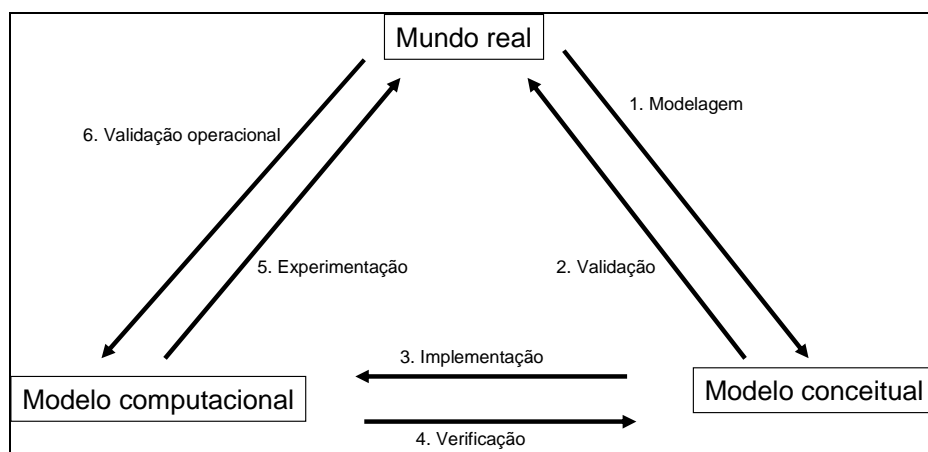 Mundo real
1. Modelagem
6. Validação operacional
5. Experimentação
2. Validação
3. Implementação
Modelo computacional
Modelo conceitual
4. Verificação